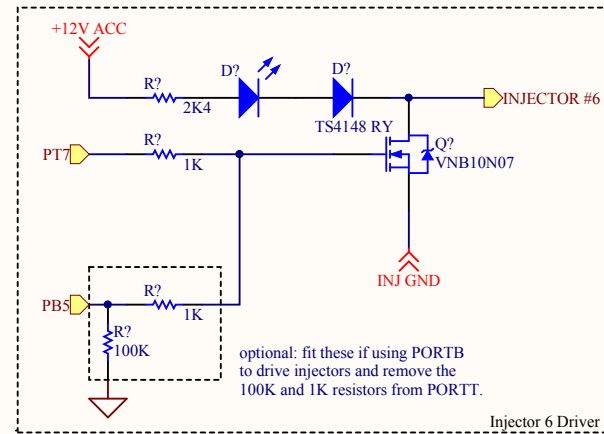 +12V ACC
R?
2K4
D?
D?
TS4148 RY
INJECTOR #6
PT7
R?
1K
Q?
VNB10N07
INJ GND
PB5
R?
1K
R?
100K
optional: fit these if using PORTB
to drive injectors and remove the
100K and 1K resistors from PORTT.
Injector 6 Driver